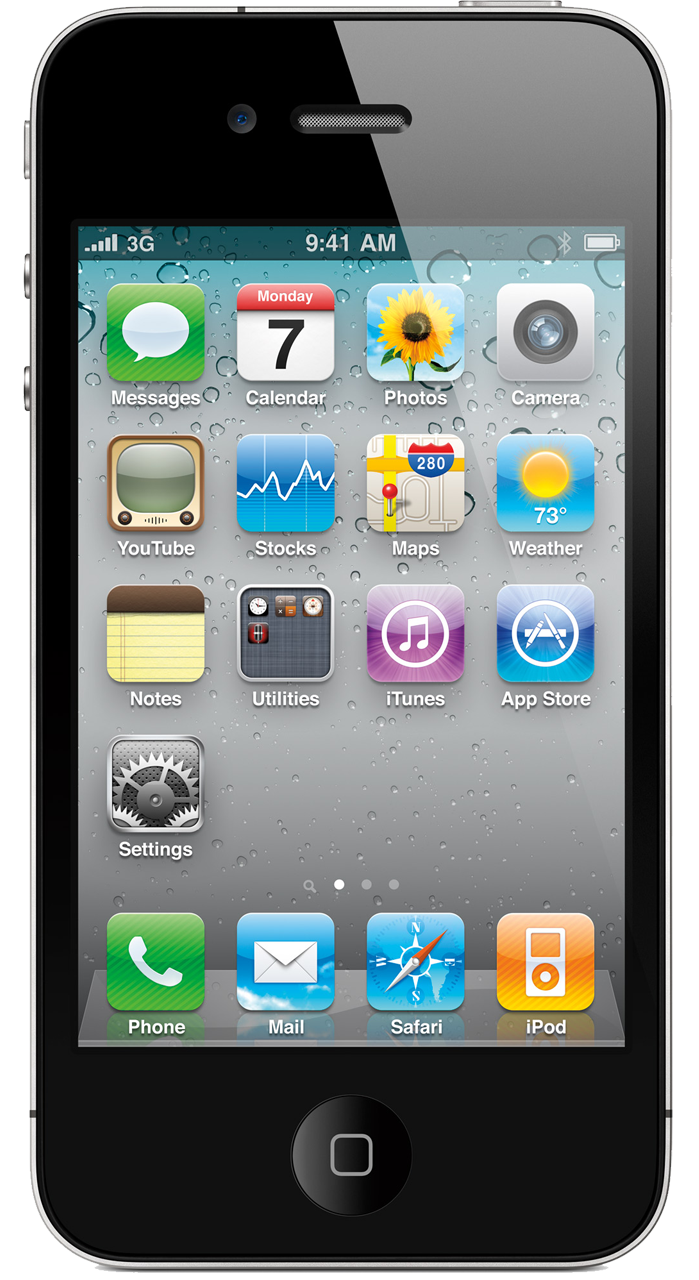 3G 9:41 AM
Monday
7
Messages Calendar Photos Camera
280
73°
YouTube Stocks Maps Weather
Notes Utilities iTunes App Store
Settings
N
W E
S
Phone Mail Safari iPod